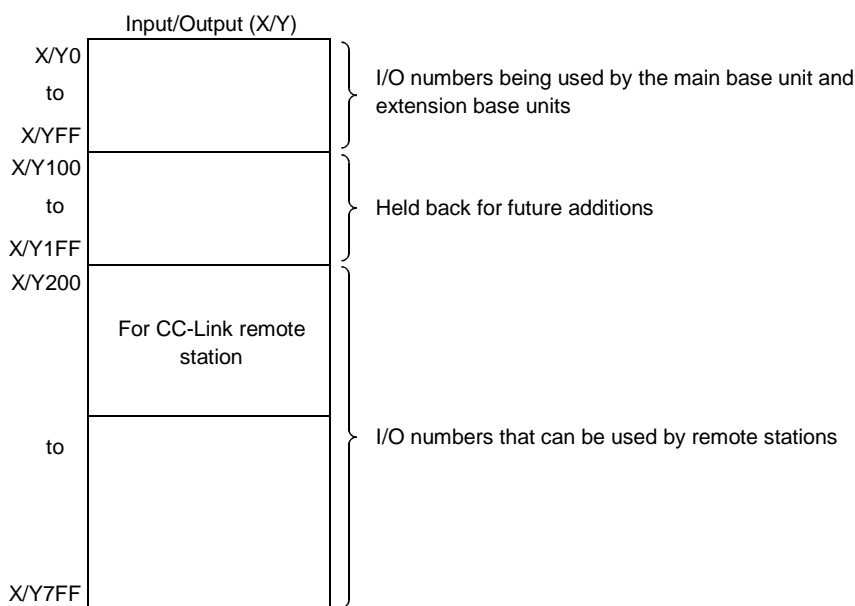 Input/Output (X/Y)
X/Y0
to
X/YFF
I/O numbers being used by the main base unit and
extension base units
X/Y100
to
X/Y1FF
Held back for future additions
X/Y200
For CC-Link remote
station
to
I/O numbers that can be used by remote stations
X/Y7FF